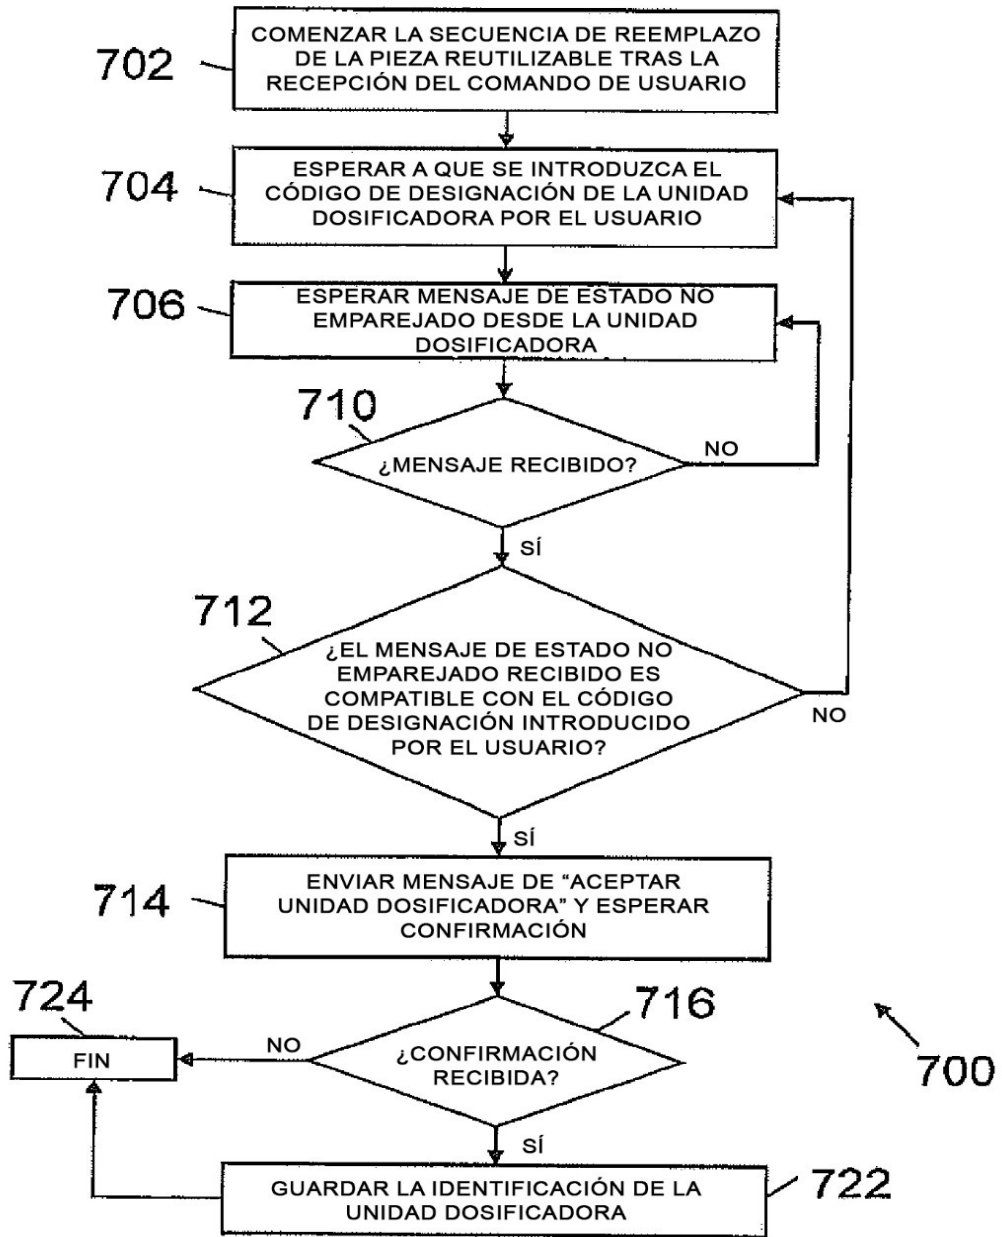 702
COMENZAR LA SECUENCIA DE REEMPLAZO
DE LA PIEZA REUTILIZABLE TRAS LA
RECEPCIÓN DEL COMANDO DE USUARIO
704
ESPERAR A QUE SE INTRODUZCA EL
CÓDIGO DE DESIGNACIÓN DE LA UNIDAD
DOSIFICADORA POR EL USUARIO
706
ESPERAR MENSAJE DE ESTADO NO
EMPAREJADO DESDE LA UNIDAD
DOSIFICADORA
710
¿MENSAJE RECIBIDO?
NO
SÍ
712
¿EL MENSAJE DE ESTADO NO
EMPAREJADO RECIBIDO ES
COMPATIBLE CON EL CÓDIGO
DE DESIGNACIÓN INTRODUCIDO
POR EL USUARIO?
NO
SÍ
714
ENVIAR MENSAJE DE “ACEPTAR
UNIDAD DOSIFICADORA” Y ESPERAR
CONFIRMACIÓN
716
¿CONFIRMACIÓN
RECIBIDA?
NO
724
FIN
SÍ
722
GUARDAR LA IDENTIFICACIÓN DE LA
UNIDAD DOSIFICADORA
700